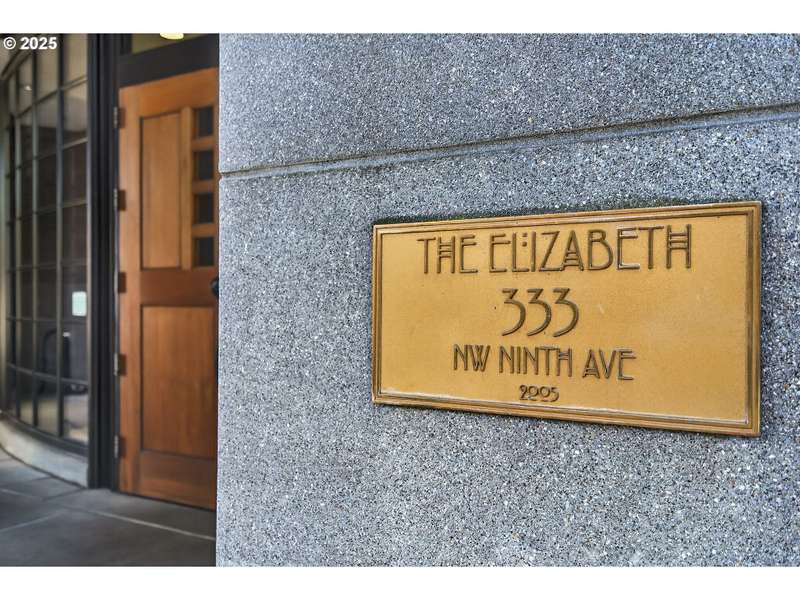 © 2025
THE ELIZABETH
333
NW NINTH AVE
2005